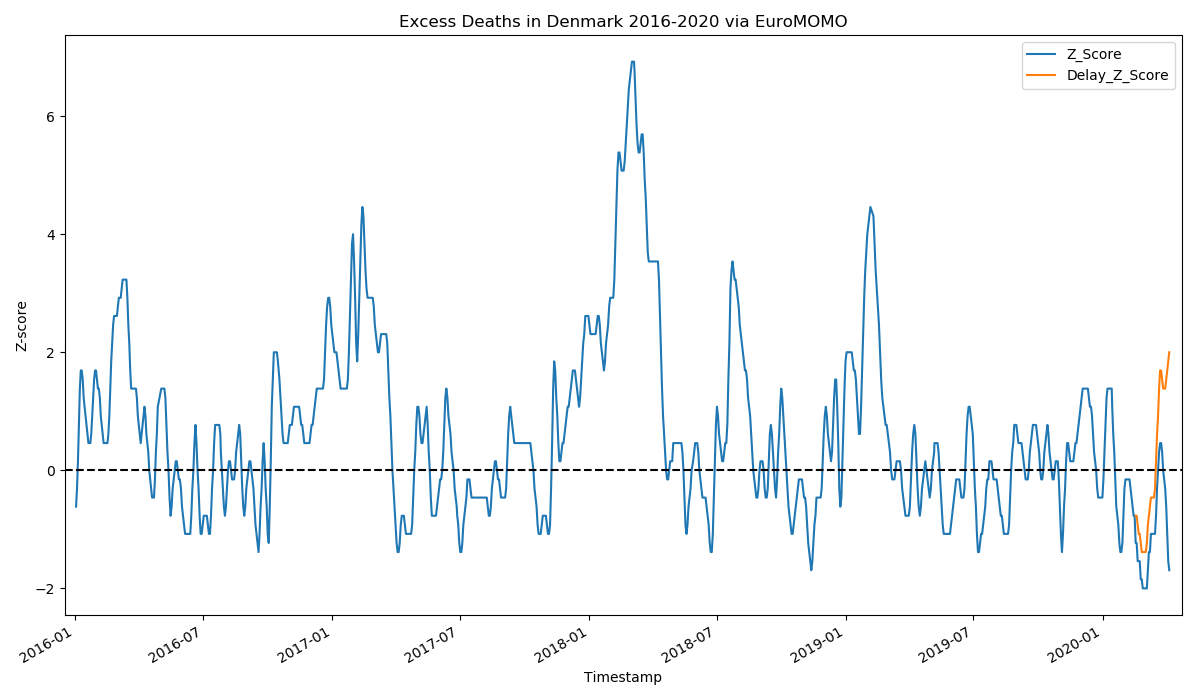 Excess Deaths in Denmark 2016-2020 via EuroMOMO
Z_Score
Delay_Z_Score
6
4
2
0
−2
Z-score
2016-01
2016-07
2017-01
2017-07
2018-01
2018-07
2019-01
2019-07
2020-01
Timestamp